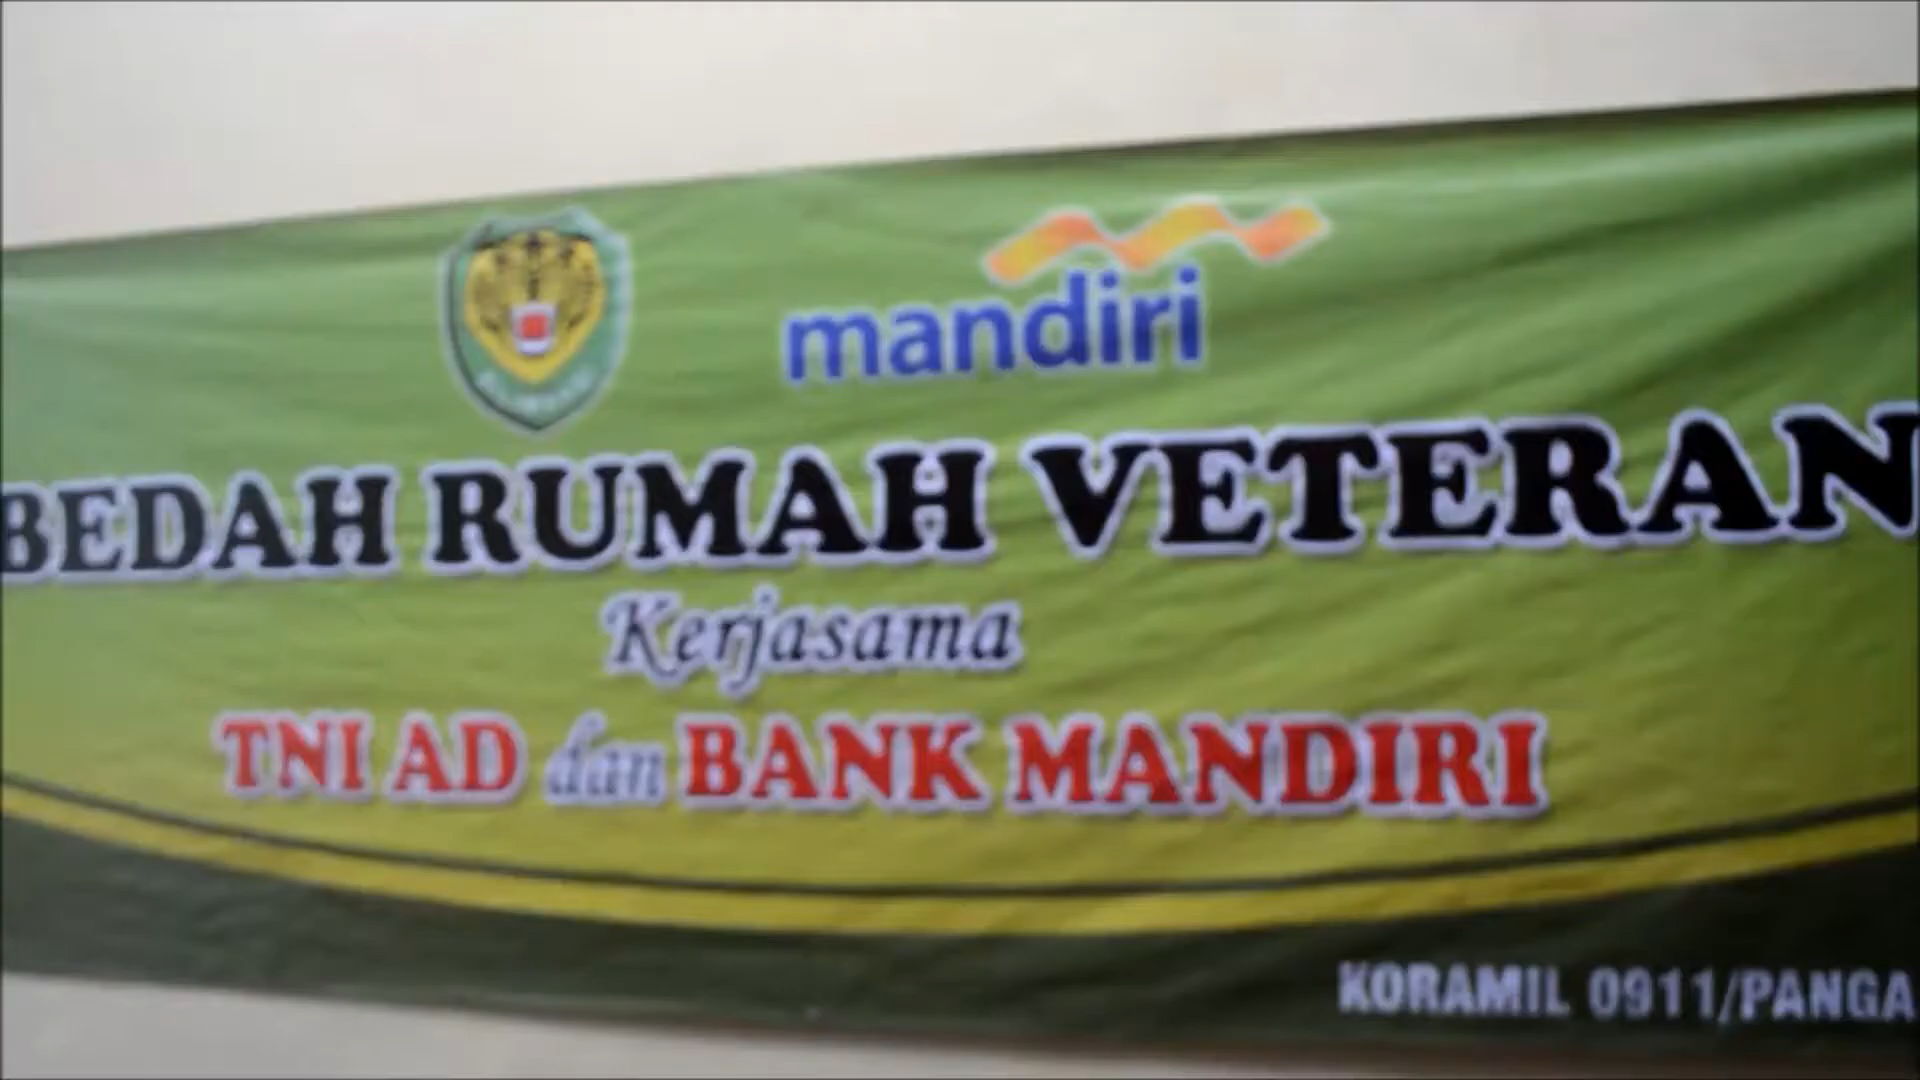 mandiri
BEDAH RUMAH VETERAN
Kerjasama
TNI AD dan BANK MANDIRI
KORAMIL 0911/PANGA